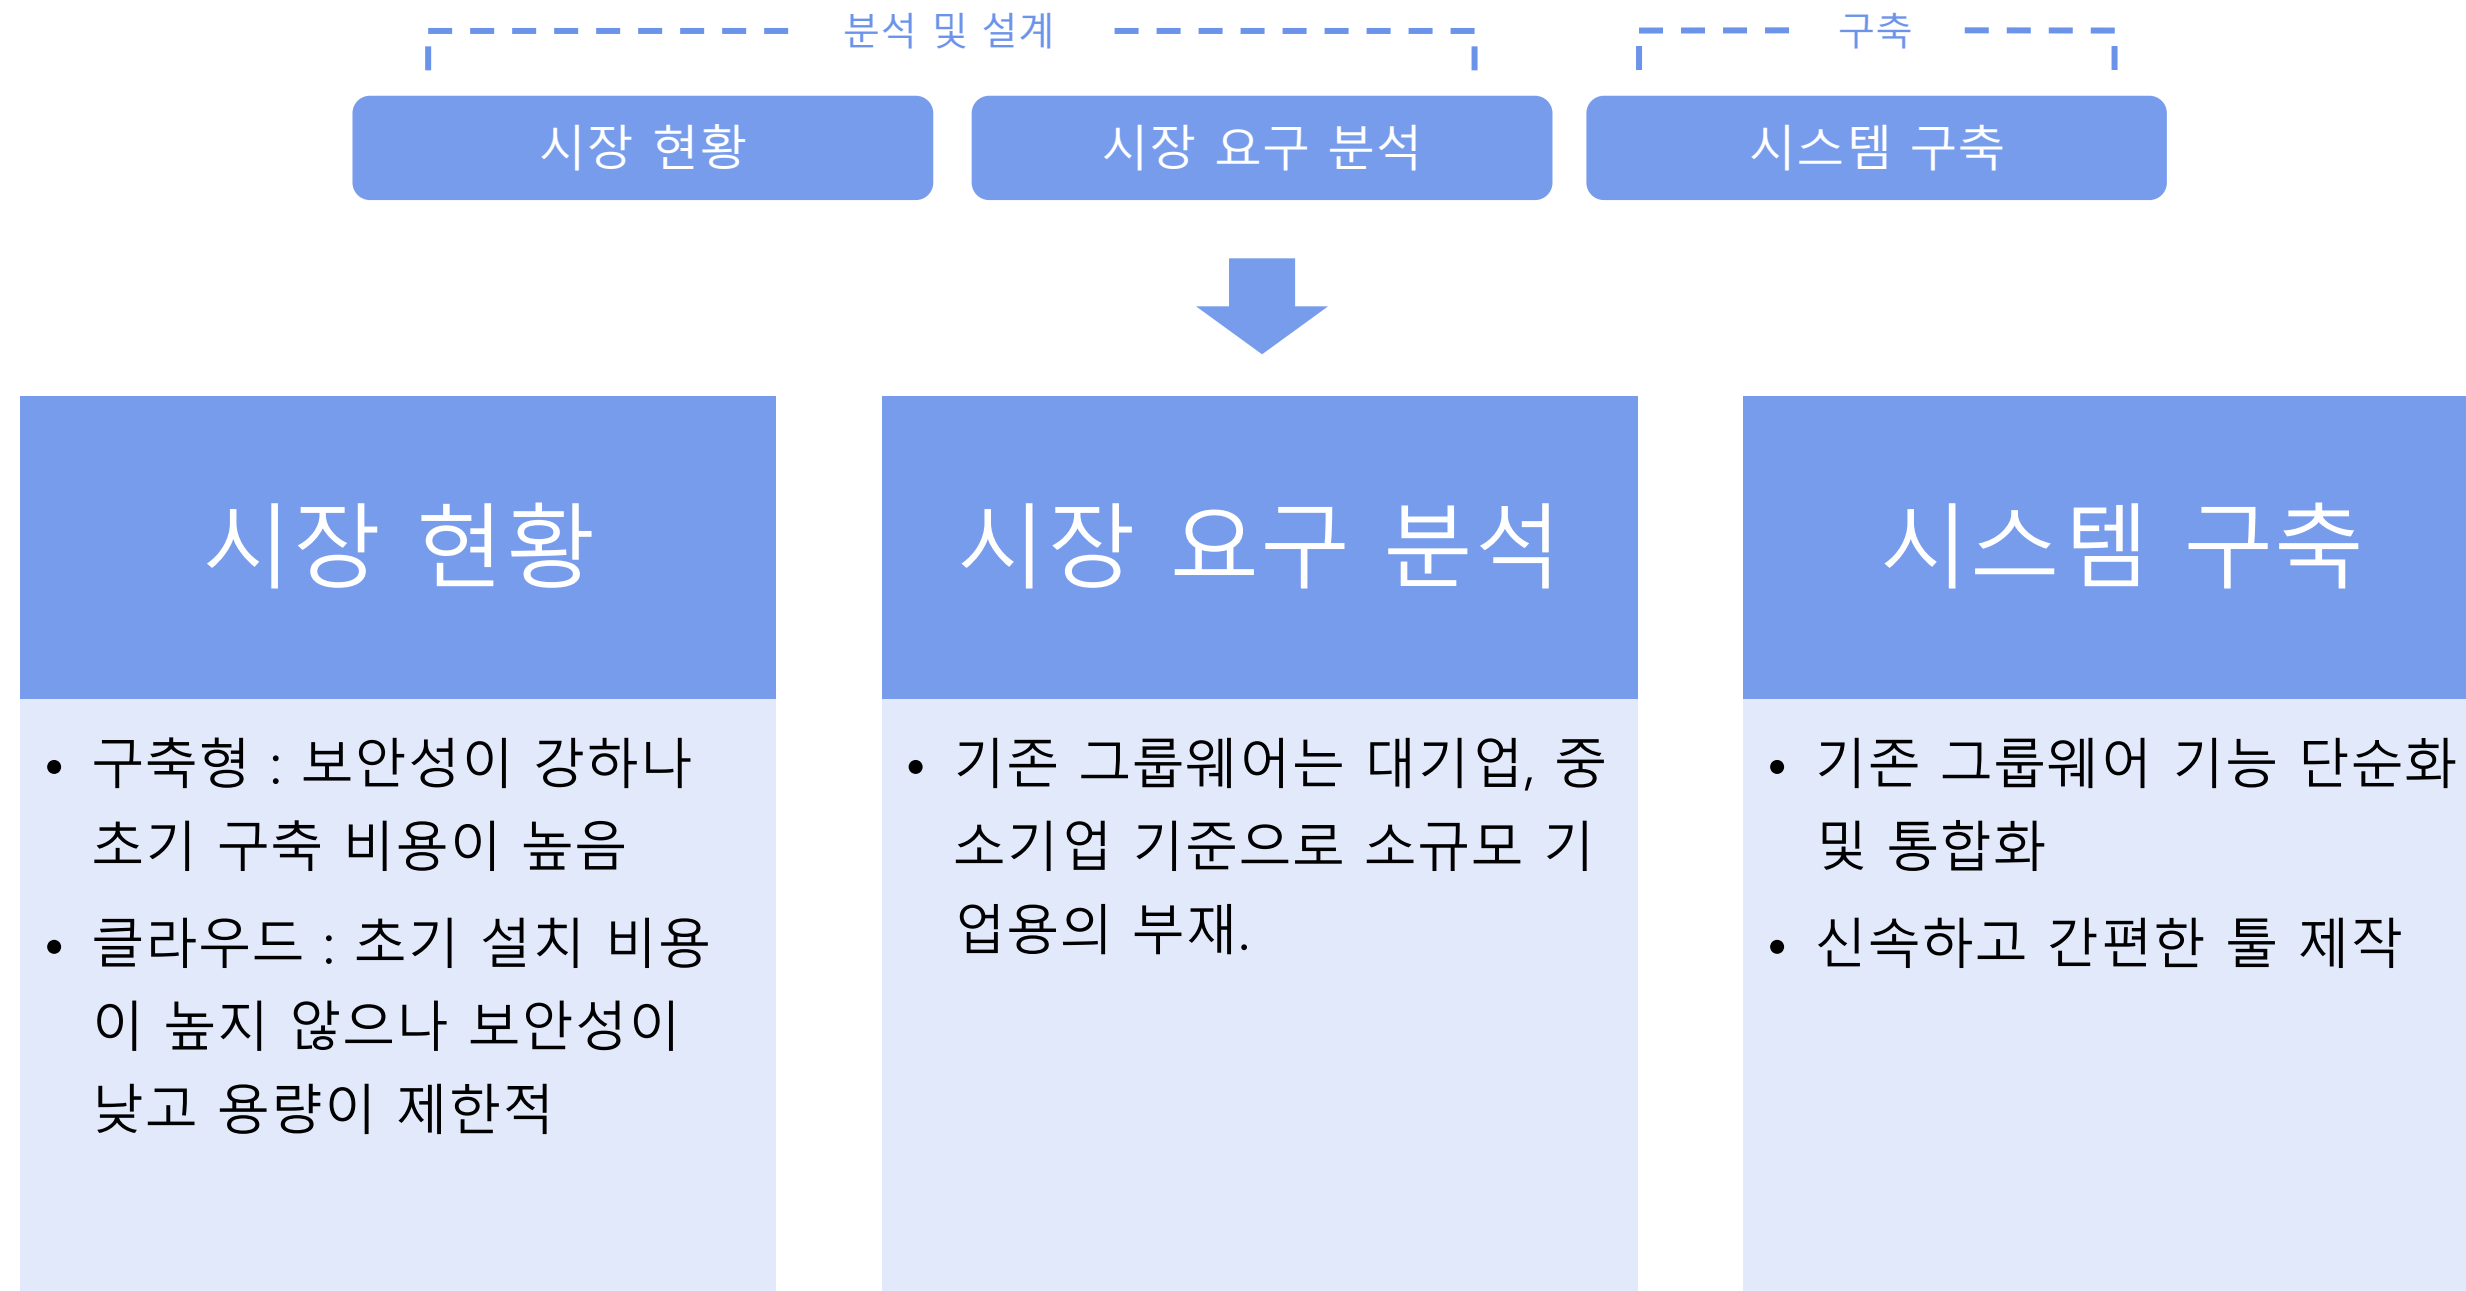 분석 및 설계
구축
시장 현황
시장 요구 분석
시스템 구축
시장 현황
• 구축형 : 보안성이 강하나
초기 구축 비용이 높음
• 클라우드 : 초기 설치 비용
이 높지 않으나 보안성이
낮고 용량이 제한적
시장 요구 분석
• 기존 그룹웨어는 대기업, 중
소기업 기준으로 소규모 기
업용의 부재.
시스템 구축
• 기존 그룹웨어 기능 단순화
및 통합화
• 신속하고 간편한 툴 제작